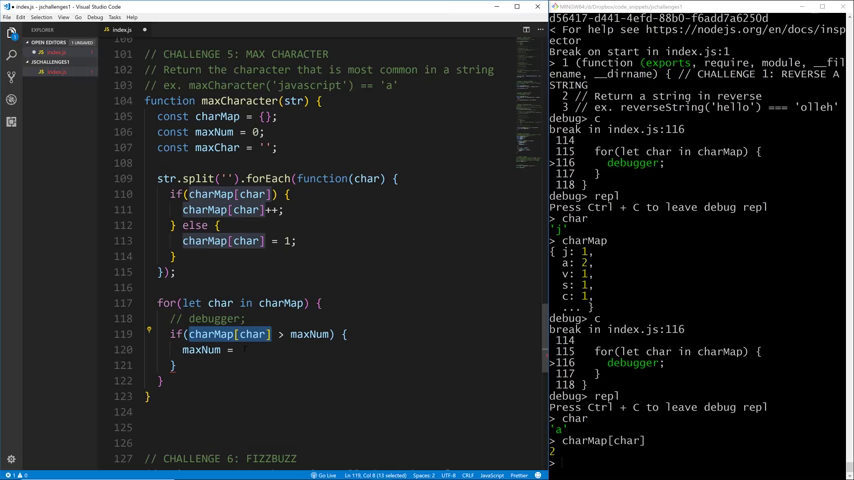 index.js - jschallenges1 - Visual Studio Code
File Edit Selection View Go Debug Tasks Help
EXPLORER
OPEN EDITORS 1 UNSAVED
index.js
JSCHALLENGES1
index.js
index.js
100
101 // CHALLENGE 5: MAX CHARACTER
102 // Return the character that is most common in a string
103 // ex. maxCharacter('javascript') == 'a'
104 function maxCharacter(str) {
105 const charMap = {};
106 const maxNum = 0;
107 const maxChar = '';
108
109 str.split('').forEach(function(char) {
110 if(charMap[char]) {
111 charMap[char]++;
112 } else {
113 charMap[char] = 1;
114 }
115 });
116
117 for(let char in charMap) {
118 // debugger;
119 if(charMap[char] > maxNum) {
120 maxNum =
121 }
122 }
123 }
124
125
126
127 // CHALLENGE 6: FIZZBUZZ
1 0
Ln 119, Col 8 (13 selected)
Go Live
Spaces: 2
UTF-8
CRLF
JavaScript
Prettier
MINGW64:/d/Dropbox/code_snippets/jschallenges1
d56417-d441-4efd-88b0-f6add7a6250d
< For help see https://nodejs.org/en/docs/insp
ector
Break on start in index.js:1
> 1 (function (exports, require, module, __fil
ename, __dirname) { // CHALLENGE 1: REVERSE A
STRING
2 // Return a string in reverse
3 // ex. reverseString('hello') === 'olleh'
debug> c
break in index.js:116
114
115 for(let char in charMap) {
>116 debugger;
117 }
118 }
debug> repl
Press Ctrl + C to leave debug repl
> char
'j'
> charMap
{ j: 1,
a: 2,
v: 1,
s: 1,
c: 1,
... }
debug> c
break in index.js:116
114
115 for(let char in charMap) {
>116 debugger;
117 }
118 }
debug> repl
Press Ctrl + C to leave debug repl
> char
'a'
> charMap[char]
2
>